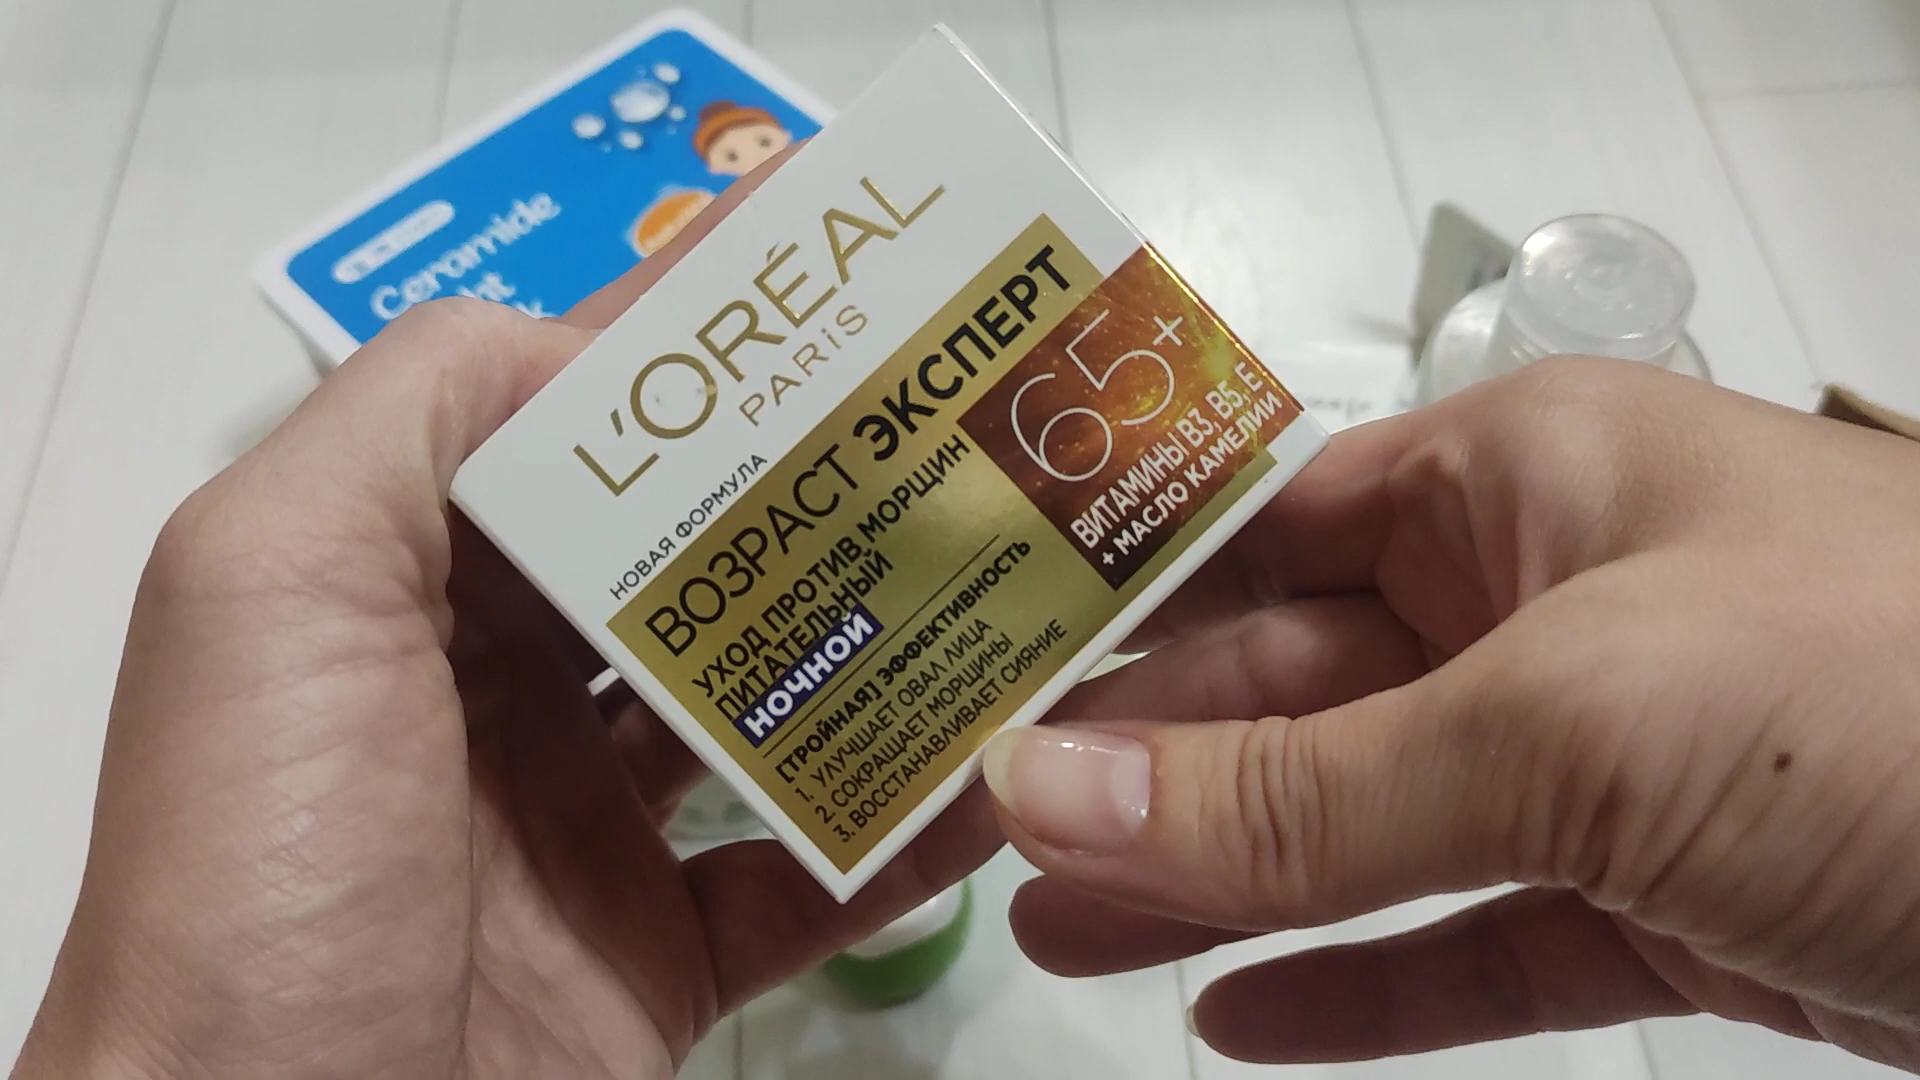 L'ORÉAL
PARiS
НОВАЯ ФОРМУЛА
ВОЗРАСТ ЭКСПЕРТ
УХОД ПРОТИВ МОРЩИН
ПИТАТЕЛЬНЫЙ
НОЧНОЙ
[ТРОЙНАЯ] ЭФФЕКТИВНОСТЬ
1. УЛУЧШАЕТ ОВАЛ ЛИЦА
2. СОКРАЩАЕТ МОРЩИНЫ
3. ВОССТАНАВЛИВАЕТ СИЯНИЕ
65+
ВИТАМИНЫ B3, B5, E
+ МАСЛО КАМЕЛИИ
Ceramide